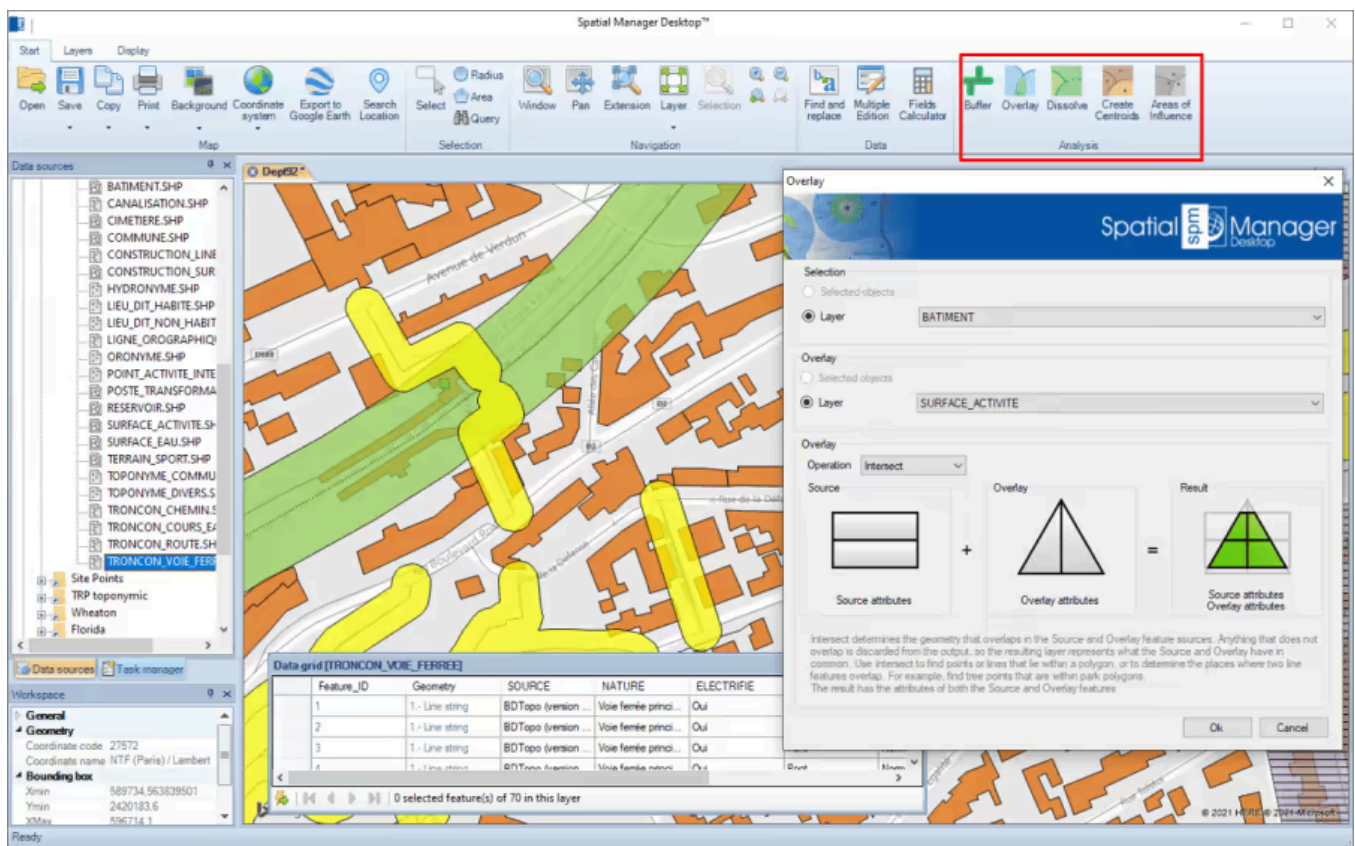 Spatial Manager Desktop™
Start Layers Display
Open Save Copy Print Background Coordinate system Export to Google Earth Search Location
Map
Select Radius Area Query
Selection
Window Pan Extension Layer Selection
Navigation
Find and replace Multiple Edition Fields Calculator
Data
Buffer Overlay Dissolve Create Centroids Areas of Influence
Analysis
Data sources
BATIMENT.SHP
CANALISATION.SHP
CIMETIERE.SHP
COMMUNE.SHP
CONSTRUCTION_LINE
CONSTRUCTION_SUR
HYDRONYME.SHP
LIEU_DIT_HABITE.SHP
LIEU_DIT_NON_HABIT
LIGNE_OROGRAPHIQU
ORONYME.SHP
POINT_ACTIVITE_INTE
POSTE_TRANSFORMA
RESERVOIR.SHP
SURFACE_ACTIVITE.SH
SURFACE_EAU.SHP
TERRAIN_SPORT.SHP
TOPONYME_COMMU
TOPONYME_DIVERS.S
TRONCON_CHEMIN.S
TRONCON_COURS_EA
TRONCON_ROUTE.SH
TRONCON_VOIE_FERR
Site Points
TRP toponymic
Wheaton
Florida
Data sources Task manager
Workspace
General
Geometry
Coordinate code 27572
Coordinate name NTF (Paris) / Lambert
Bounding box
Xmin 589734,563839501
Ymin 2420183.6
XMax 596714.1
Ready
Dept92*
Avenue de Verdun
D989
B2
B2
Boulevard
de la Défense
Rue de la Défe
Data grid [TRONCON_VOIE_FERREE]
Feature_ID Geometry SOURCE NATURE ELECTRIFIE
1 1.- Line string BDTopo (version ... Voie ferrée princi... Oui
2 1.- Line string BDTopo (version ... Voie ferrée princi... Oui
3 1.- Line string BDTopo (version ... Voie ferrée princi... Oui
0 selected feature(s) of 70 in this layer
Overlay
Spatial spm Manager
Desktop
Selection
Selected objects
Layer BATIMENT
Overlay
Selected objects
Layer SURFACE_ACTIVITE
Overlay
Operation Intersect
Source Overlay Result
+ =
Source attributes Overlay attributes Source attributes
Overlay attributes
Intersect determines the geometry that overlaps in the Source and Overlay feature sources. Anything that does not
overlap is discarded from the output, so the resulting layer represents what the Source and Overlay have in
common. Use intersect to find points or lines that lie within a polygon, or to determine the places where two line
features overlap. For example, find tree points that are within park polygons.
The result has the attributes of both the Source and Overlay features
Ok Cancel
© 2021 HERE © 2021 Microsoft